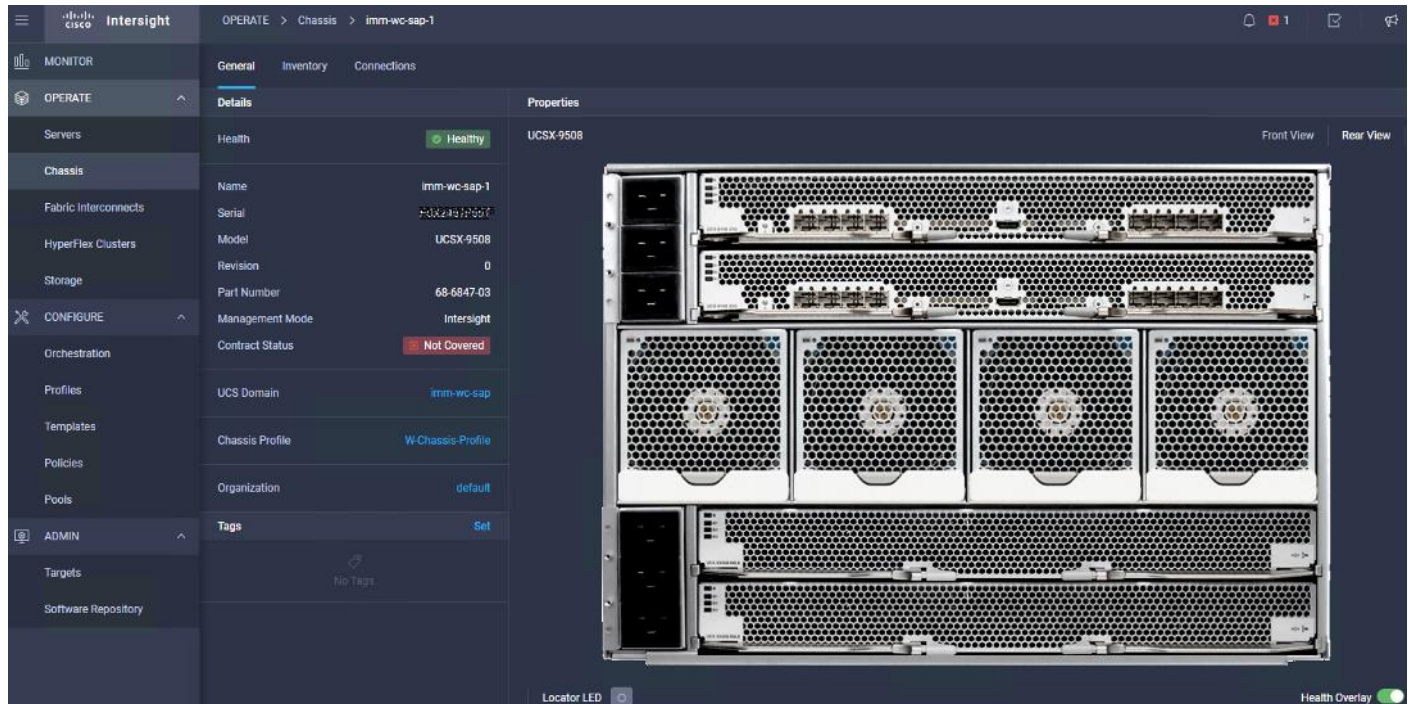 CISCO Intersight
OPERATE > Chassis > imm-wc-sap-1
1
MONITOR
OPERATE
Servers
Chassis
Fabric Interconnects
HyperFlex Clusters
Storage
CONFIGURE
Orchestration
Profiles
Templates
Policies
Pools
ADMIN
Targets
Software Repository
General Inventory Connections
Details
Health Healthy
Name imm-wc-sap-1
Serial
Model UCSX-9508
Revision 0
Part Number 68-6847-03
Management Mode Intersight
Contract Status Not Covered
UCS Domain imm-wc-sap
Chassis Profile W-Chassis-Profile
Organization default
Tags Set
No Tags
Properties
UCSX-9508 Front View Rear View
Locator LED Health Overlay